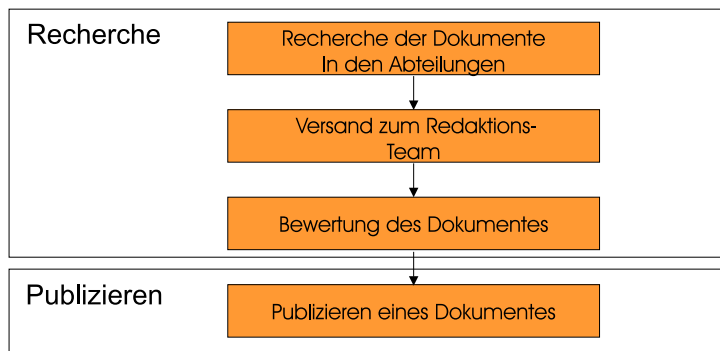 Recherche
Recherche der Dokumente
In den Abteilungen
Versand zum Redaktions-
Team
Bewertung des Dokumentes
Publizieren
Publizieren eines Dokumentes